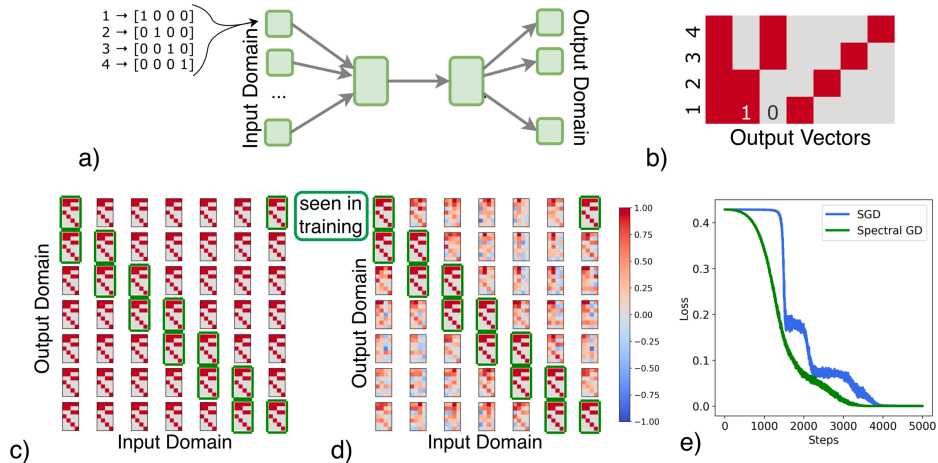 1 → [1 0 0 0]
2 → [0 1 0 0]
3 → [0 0 1 0]
4 → [0 0 0 1]
Input Domain
...
Output Domain
a)
4
3
2
1
1 0
Output Vectors
b)
Output Domain
Input Domain
c)
seen in
training
Output Domain
Input Domain
d)
1.00
0.75
0.50
0.25
0.00
−0.25
−0.50
−0.75
−1.00
SGD
Spectral GD
Loss
0.4
0.3
0.2
0.1
0.0
0 1000 2000 3000 4000 5000
Steps
e)